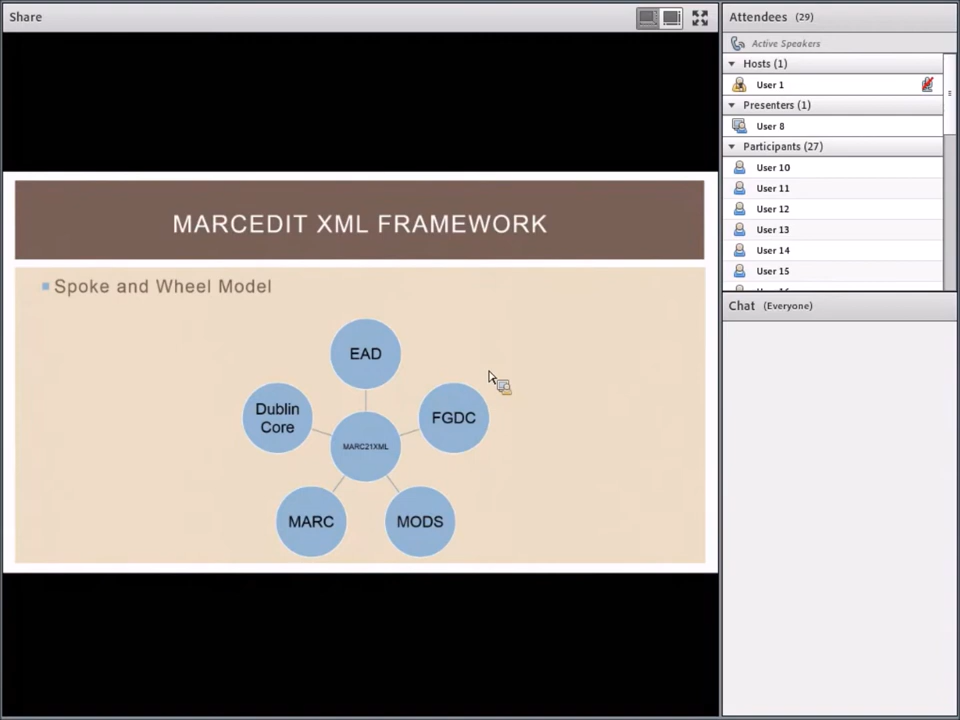 Share
MARCEDIT XML FRAMEWORK
Spoke and Wheel Model
EAD
Dublin
Core
FGDC
MARC21XML
MARC
MODS
Attendees (29)
Active Speakers
Hosts (1)
User 1
Presenters (1)
User 8
Participants (27)
User 10
User 11
User 12
User 13
User 14
User 15
Chat (Everyone)